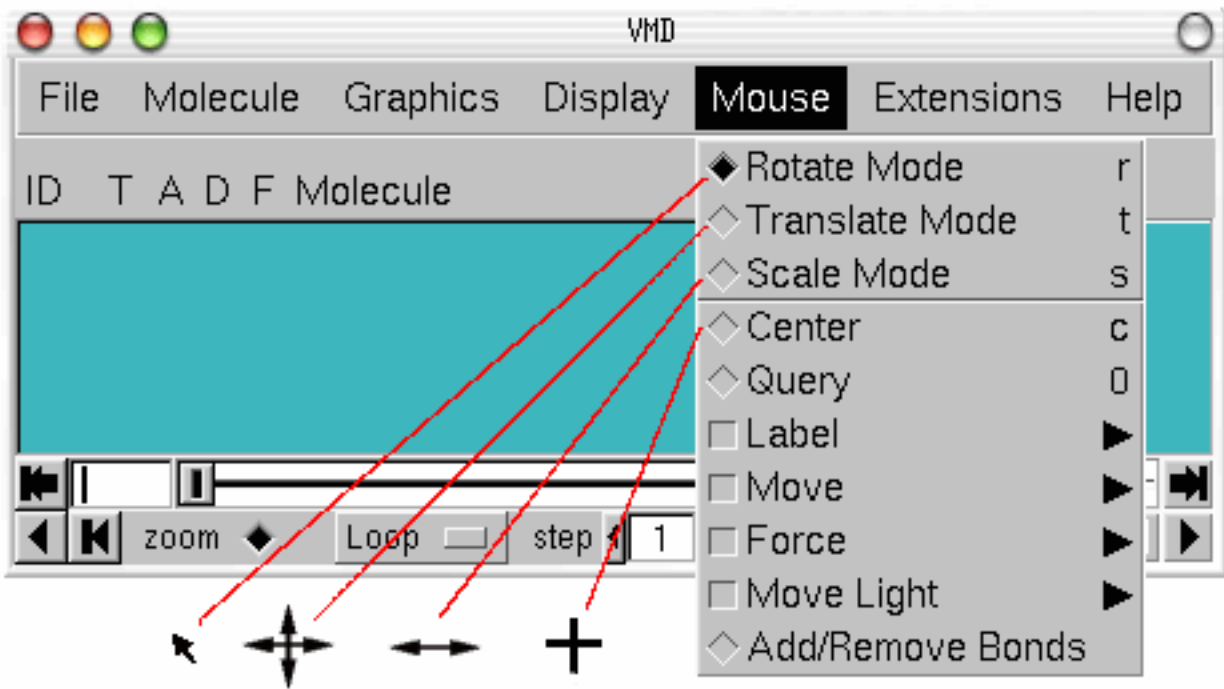 VMD
File Molecule Graphics Display Mouse Extensions Help
ID T A D F Molecule
Rotate Mode r
Translate Mode t
Scale Mode s
Center c
Query 0
Label
Move
Force
Move Light
Add/Remove Bonds
zoom Loop step 1